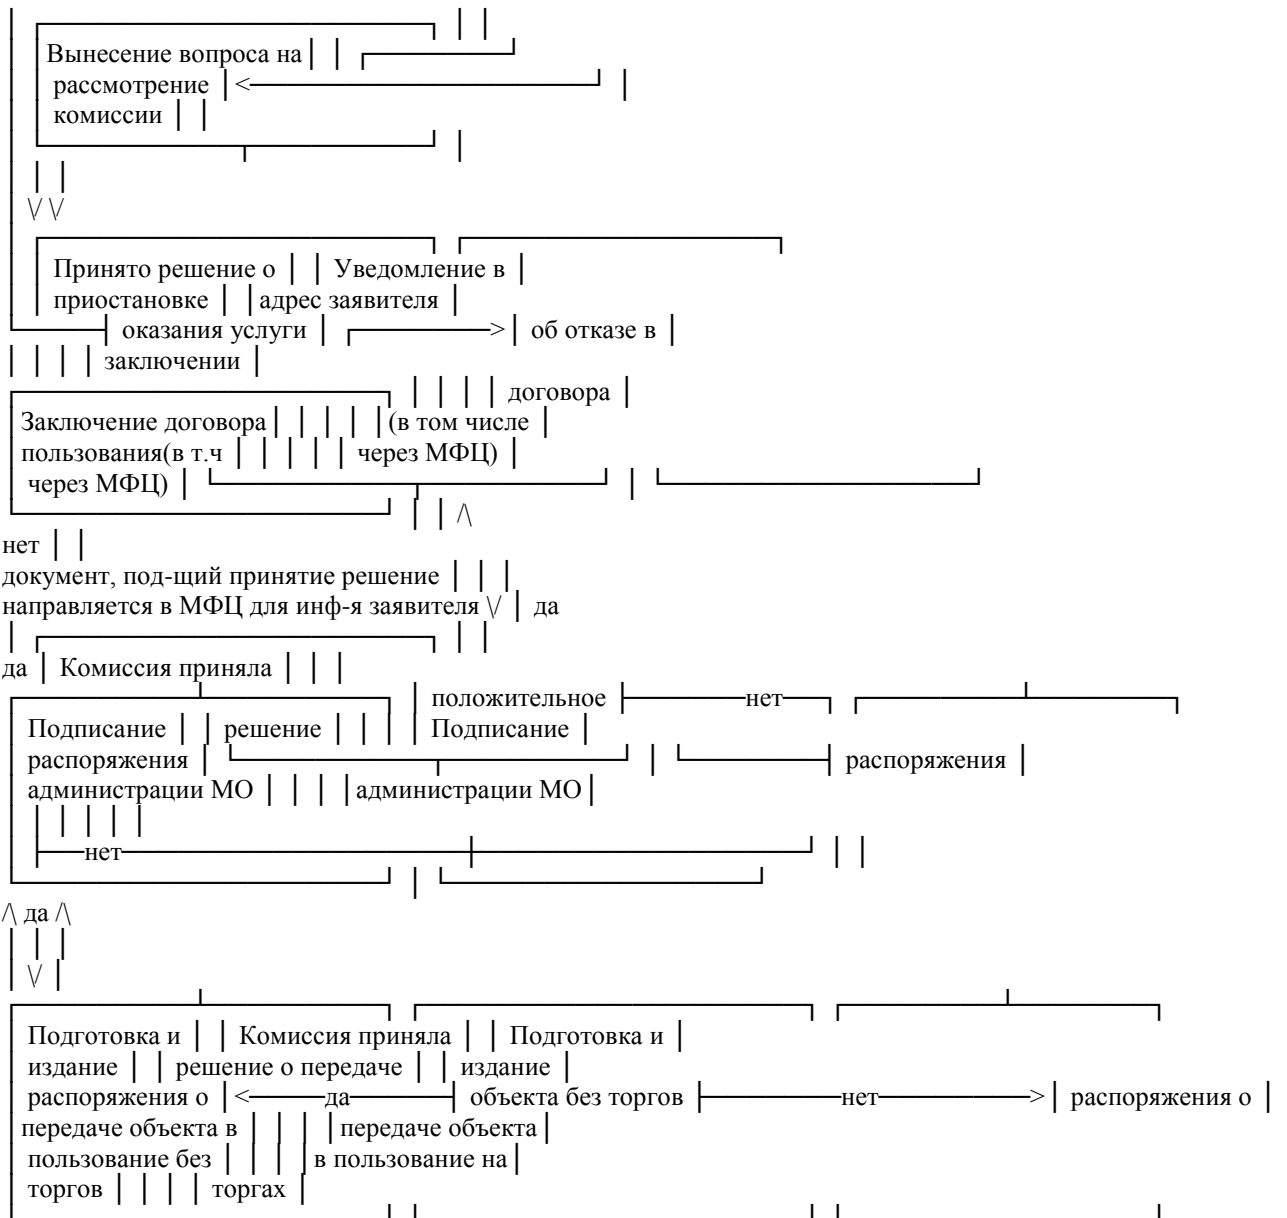 Вынесение вопроса на
рассмотрение <
комиссии
\/ \/
Принято решение о Уведомление в
приостановке адрес заявителя
оказания услуги > об отказе в
заключении
договора
Заключение договора (в том числе
пользования(в т.ч через МФЦ)
через МФЦ)
/\
нет
документ, под-щий принятие решение
направляется в МФЦ для инф-я заявителя \/ да
да Комиссия приняла
положительное нет
Подписание решение Подписание
распоряжения распоряжения
администрации МО администрации МО
нет
/\ да /\
\/
Подготовка и Комиссия приняла Подготовка и
издание решение о передаче издание
распоряжения о < да объекта без торгов нет > распоряжения о
передаче объекта в передаче объекта
пользование без в пользование на
торгов торгах